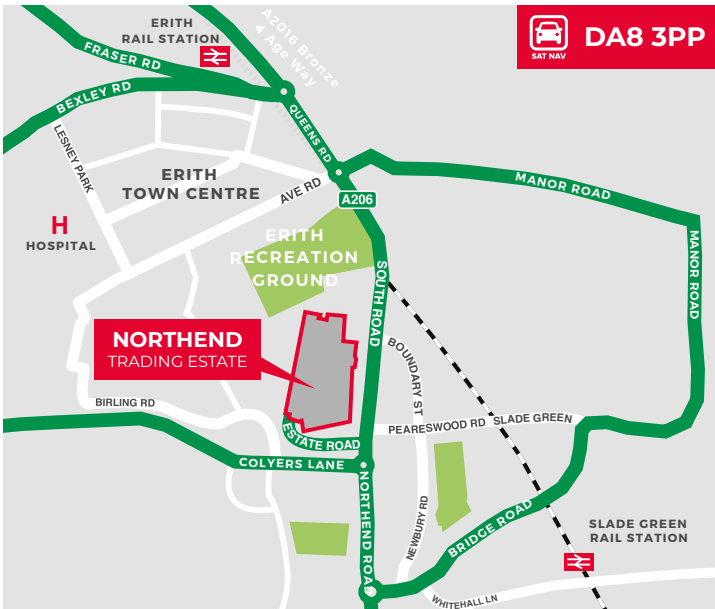 ERITH
RAIL STATION
A2016 Bronze
◄ Age Way
SAT NAV
DA8 3PP
FRASER RD
BEXLEY RD
QUEENS RD
LESNEY PARK
ERITH
TOWN CENTRE
AVE RD
MANOR ROAD
A206
H
HOSPITAL
ERITH
RECREATION
GROUND
MANOR ROAD
SOUTH ROAD
NORTHEND
TRADING ESTATE
BOUNDARY ST
BIRLING RD
PEARESWOOD RD
SLADE GREEN
ESTATE ROAD
COLYERS LANE
NORTHEND ROAD
NEWBURY RD
BRIDGE ROAD
SLADE GREEN
RAIL STATION
WHITEHALL LN